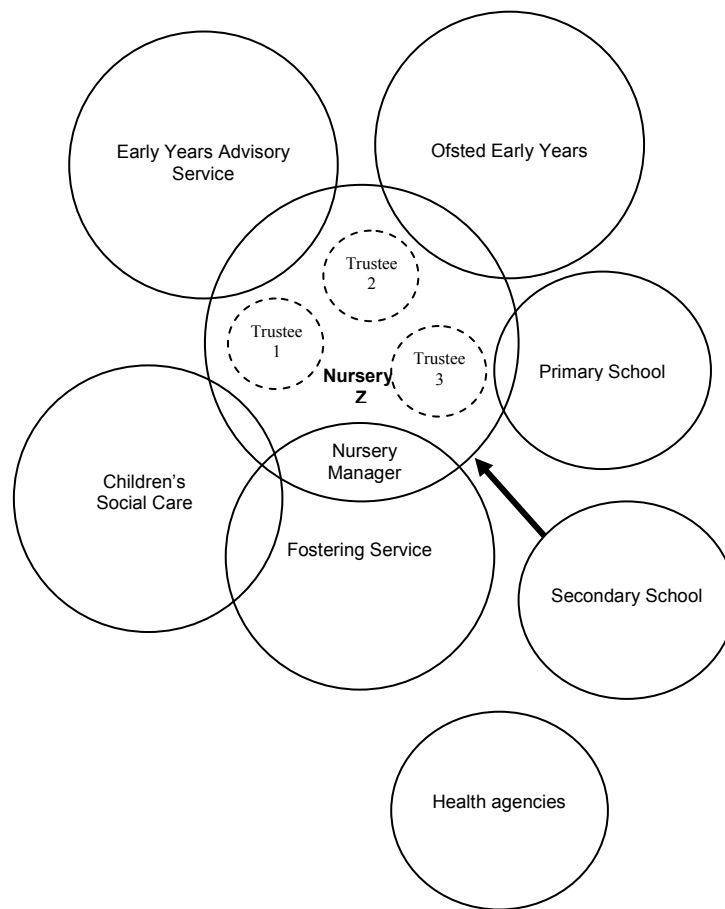 Early Years Advisory
Service
Ofsted Early Years
Trustee
2
Trustee
1
Trustee
3
Nursery
Z
Primary School
Nursery
Manager
Children's
Social Care
Fostering Service
Secondary School
Health agencies